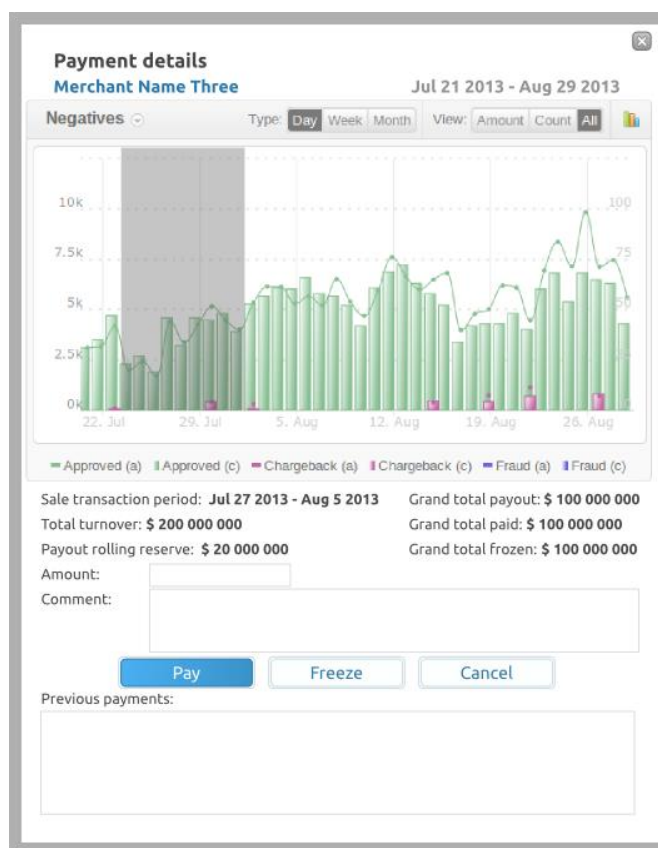 Payment details
Merchant Name Three Jul 21 2013 - Aug 29 2013
Negatives Type: Day Week Month View: Amount Count All
10k 100
7.5k 75
5k 50
2.5k
0k 0
22. Jul 29. Jul 5. Aug 12. Aug 19. Aug 26. Aug
Approved (a) Approved (c) Chargeback (a) Chargeback (c) Fraud (a) Fraud (c)
Sale transaction period: Jul 27 2013 - Aug 5 2013 Grand total payout: $ 100 000 000
Total turnover: $ 200 000 000 Grand total paid: $ 100 000 000
Payout rolling reserve: $ 20 000 000 Grand total frozen: $ 100 000 000
Amount:
Comment:
Pay Freeze Cancel
Previous payments: